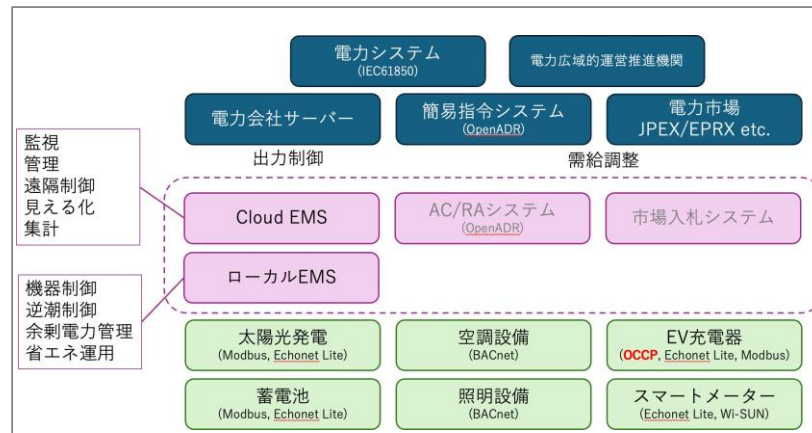 電力システム
(IEC61850)
電力広域的運営推進機関
電力会社サーバー
簡易指令システム
(OpenADR)
電力市場
JPEX/EPRX etc.
出力制御
需給調整
監視
管理
遠隔制御
見える化
集計
Cloud EMS
AC/RAシステム
(OpenADR)
市場入札システム
ローカルEMS
機器制御
逆潮制御
余剰電力管理
省エネ運用
太陽光発電
(Modbus, Echonet Lite)
空調設備
(BACnet)
EV充電器
(OCCP, Echonet Lite, Modbus)
蓄電池
(Modbus, Echonet Lite)
照明設備
(BACnet)
スマートメーター
(Echonet Lite, Wi-SUN)